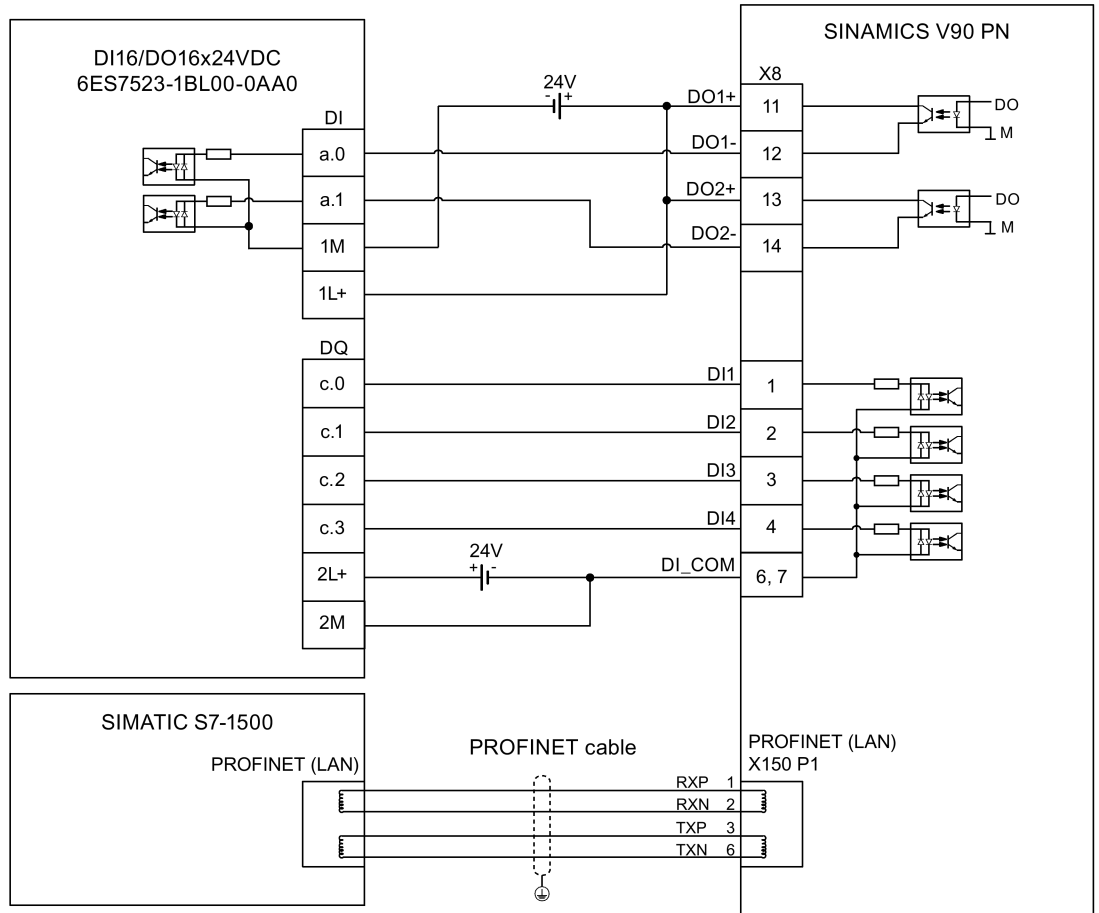 SINAMICS V90 PN
DI16/DO16x24VDC
6ES7523-1BL00-0AA0
24V
- +
X8
DI
DO1+
11
DO
M
a.0
DO1-
12
a.1
DO2+
13
DO
M
1M
DO2-
14
1L+
DQ
c.0
DI1
1
c.1
DI2
2
c.2
DI3
3
c.3
DI4
4
24V
+ -
2L+
DI_COM
6, 7
2M
SIMATIC S7-1500
PROFINET (LAN)
PROFINET cable
PROFINET (LAN)
X150 P1
RXP 1
RXN 2
TXP 3
TXN 6